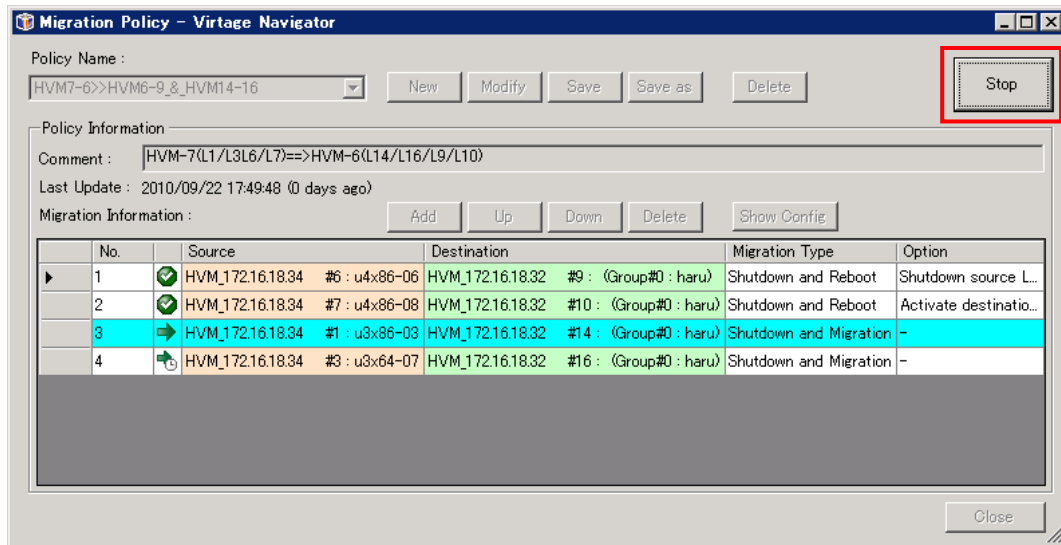 Migration Policy - Virtage Navigator
Policy Name :
HVM7-6>>HVM6-9_&_HVM14-16 New Modify Save Save as Delete Stop
Policy Information
Comment : HVM-7(L1/L3L6/L7)==>HVM-6(L14/L16/L9/L10)
Last Update : 2010/09/22 17:49:48 (0 days ago)
Migration Information : Add Up Down Delete Show Config
No. Source Destination Migration Type Option
1 HVM_172.16.18.34 #6 : u4x86-06 HVM_172.16.18.32 #9 : (Group#0 : haru) Shutdown and Reboot Shutdown source L...
2 HVM_172.16.18.34 #7 : u4x86-08 HVM_172.16.18.32 #10 : (Group#0 : haru) Shutdown and Reboot Activate destinatio...
3 HVM_172.16.18.34 #1 : u3x86-03 HVM_172.16.18.32 #14 : (Group#0 : haru) Shutdown and Migration -
4 HVM_172.16.18.34 #3 : u3x64-07 HVM_172.16.18.32 #16 : (Group#0 : haru) Shutdown and Migration -
Close